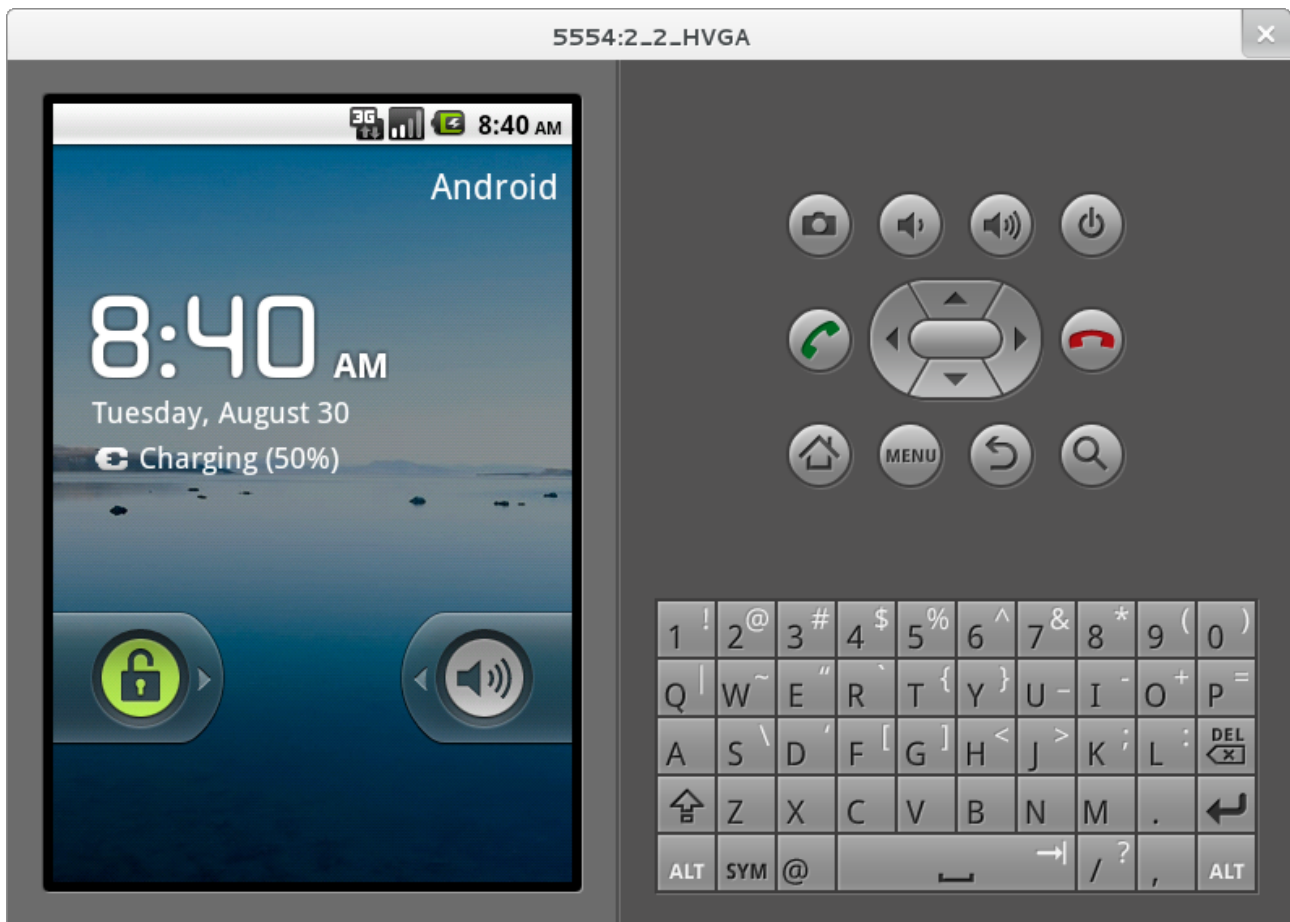 5554:2_2_HVGA
3G 8:40 AM
Android
8:40 AM
Tuesday, August 30
Charging (50%)
MENU
1 ! 2 @ 3 # 4 $ 5 % 6 ^ 7 & 8 * 9 ( 0 )
Q | W ~ E " R ` T { Y } U _ I - O + P =
A S \ D ' F [ G ] H < J > K ; L : DEL
Z X C V B N M .
ALT SYM @ / ? , ALT